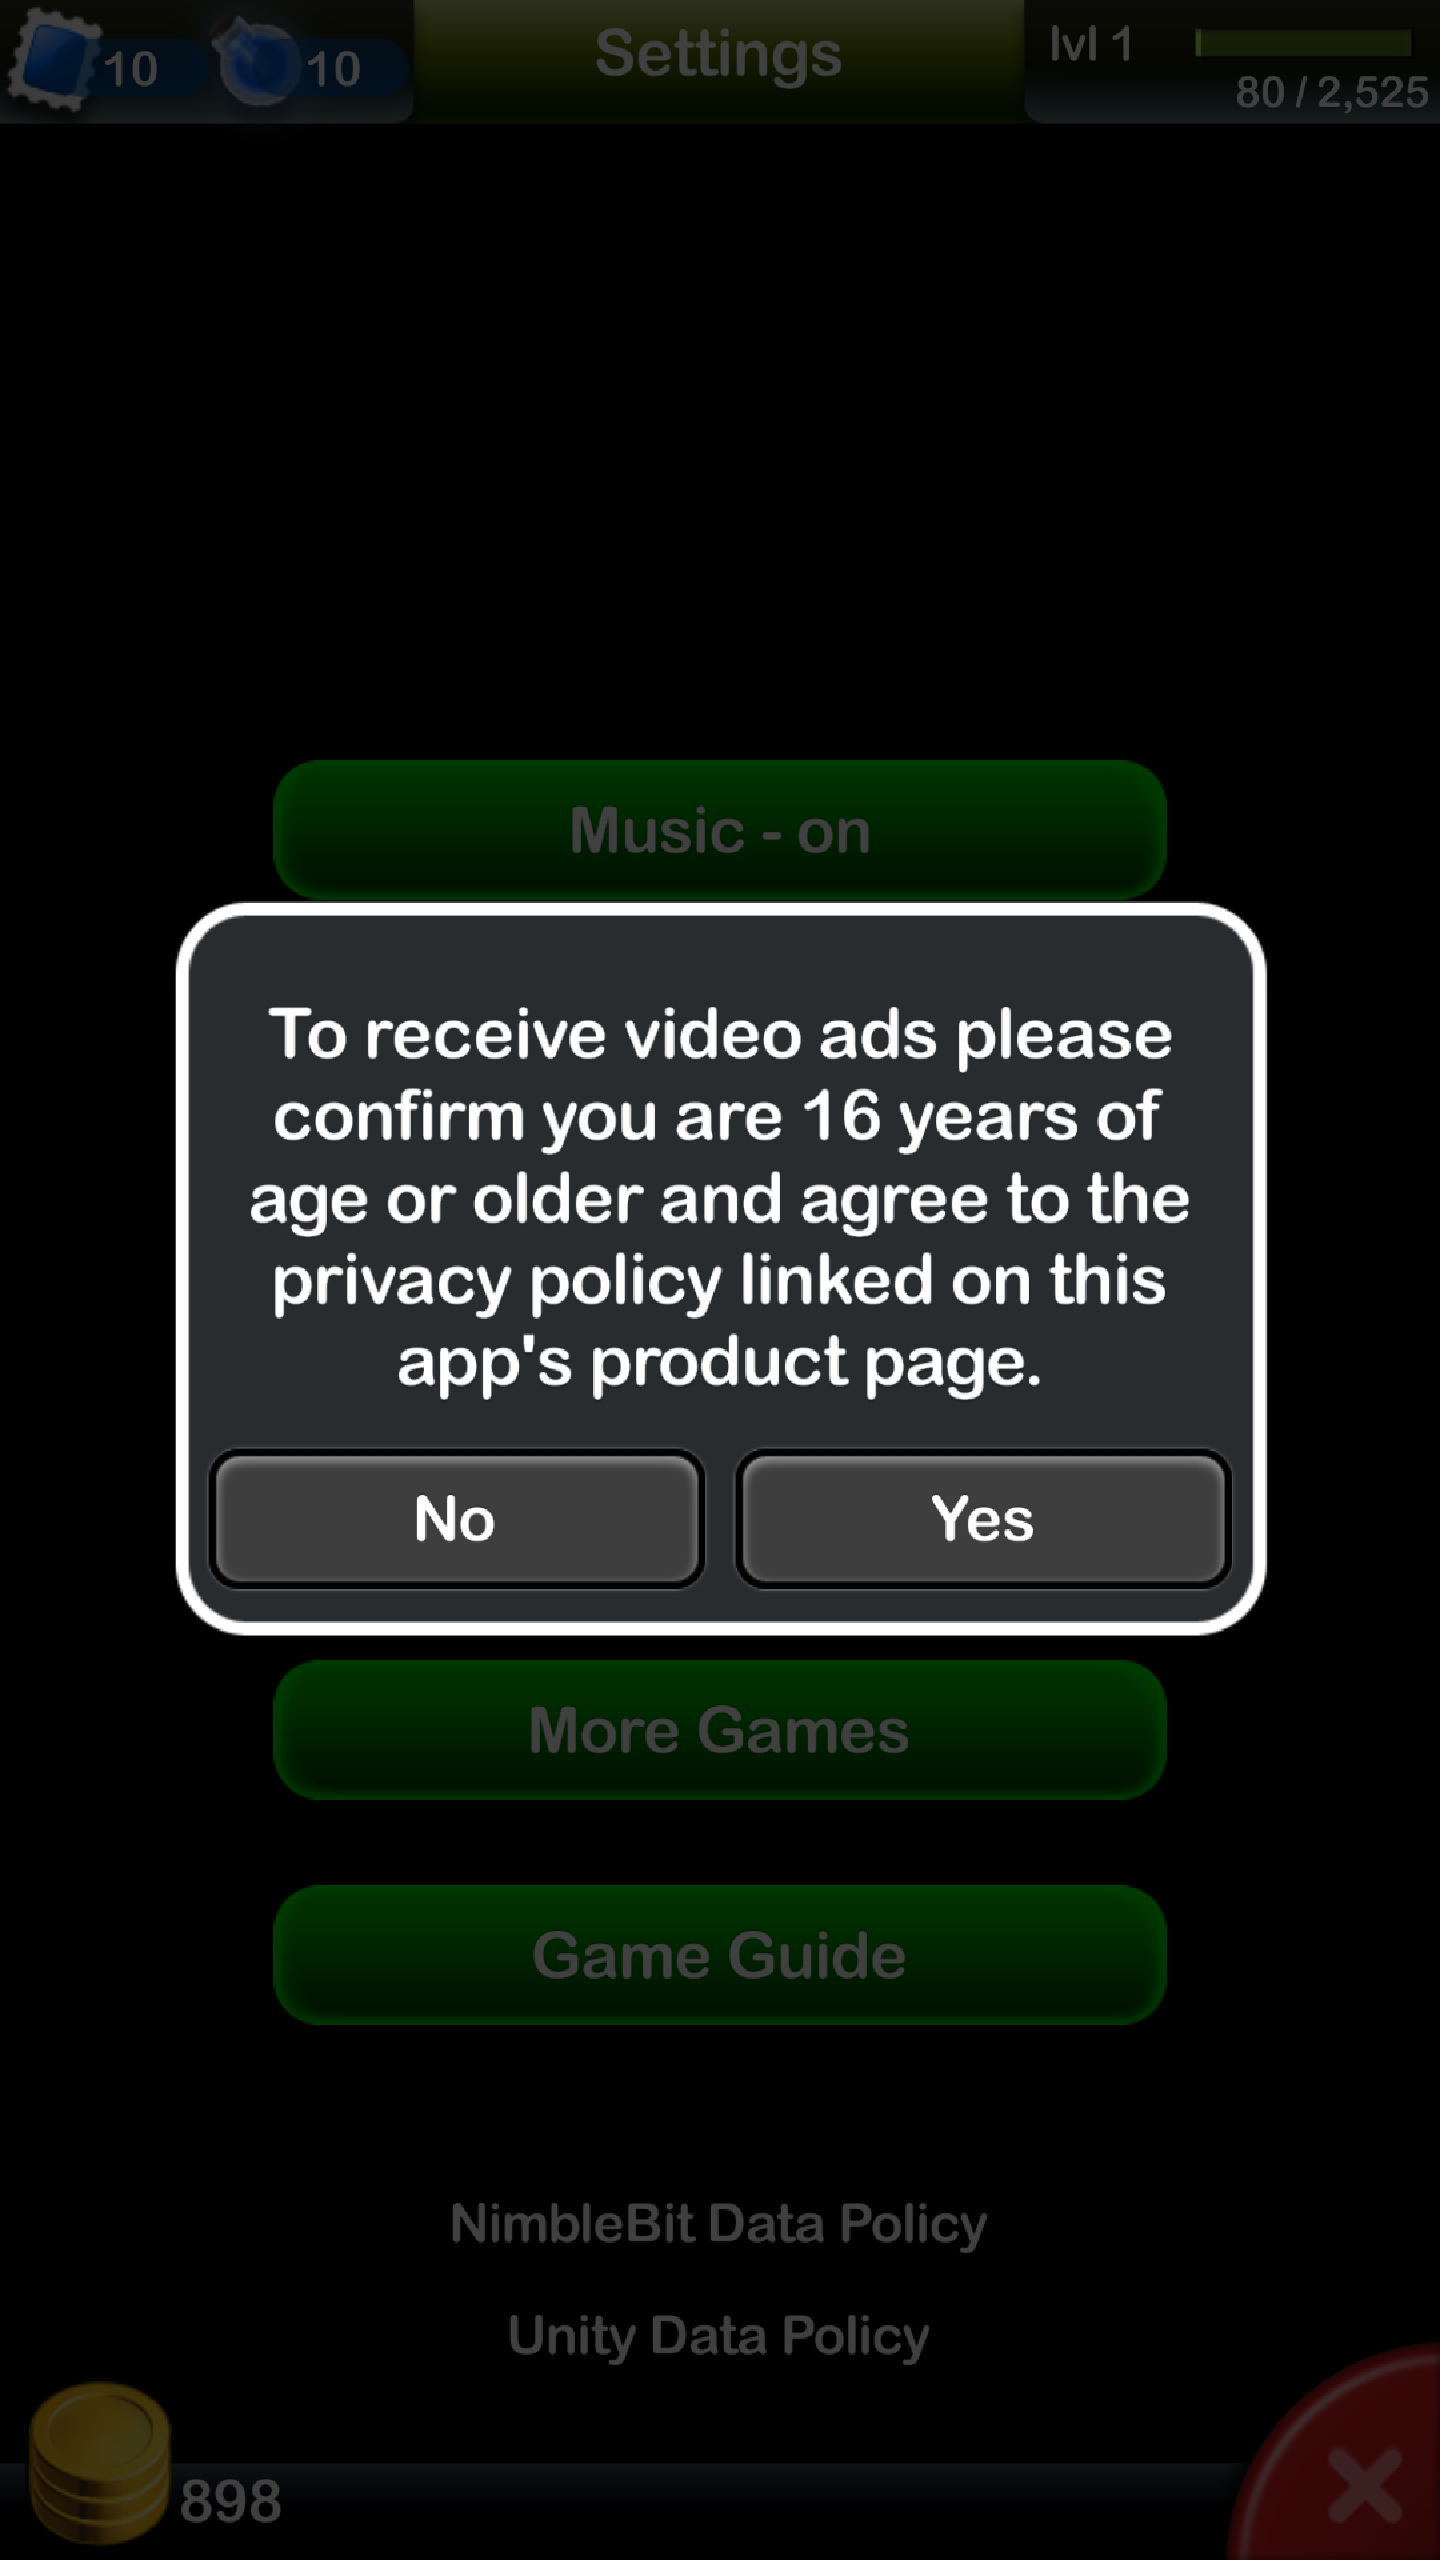 10
10
Settings
lvl 1
80 / 2,525
Music - on
To receive video ads please
confirm you are 16 years of
age or older and agree to the
privacy policy linked on this
app's product page.
No
Yes
More Games
Game Guide
NimbleBit Data Policy
Unity Data Policy
898